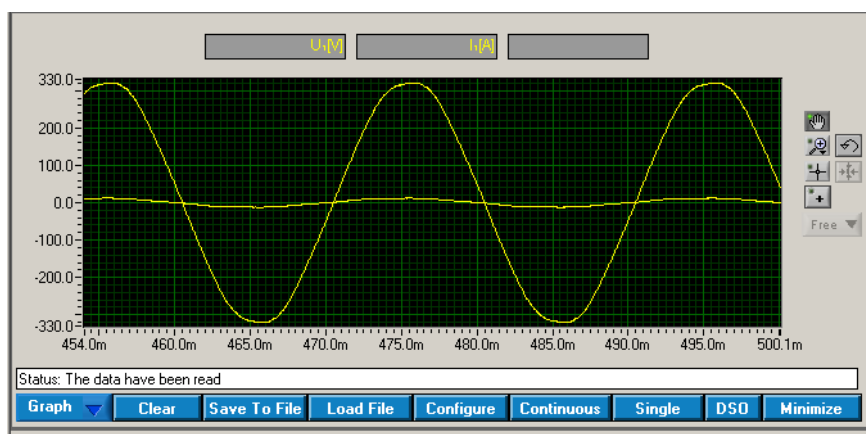 U₁[V] I₁[A]
330.0
200.0
100.0
0.0
-100.0
-200.0
-330.0
454.0m 460.0m 465.0m 470.0m 475.0m 480.0m 485.0m 490.0m 495.0m 500.1m
Free
Status: The data have been read
Graph Clear Save To File Load File Configure Continuous Single DSO Minimize